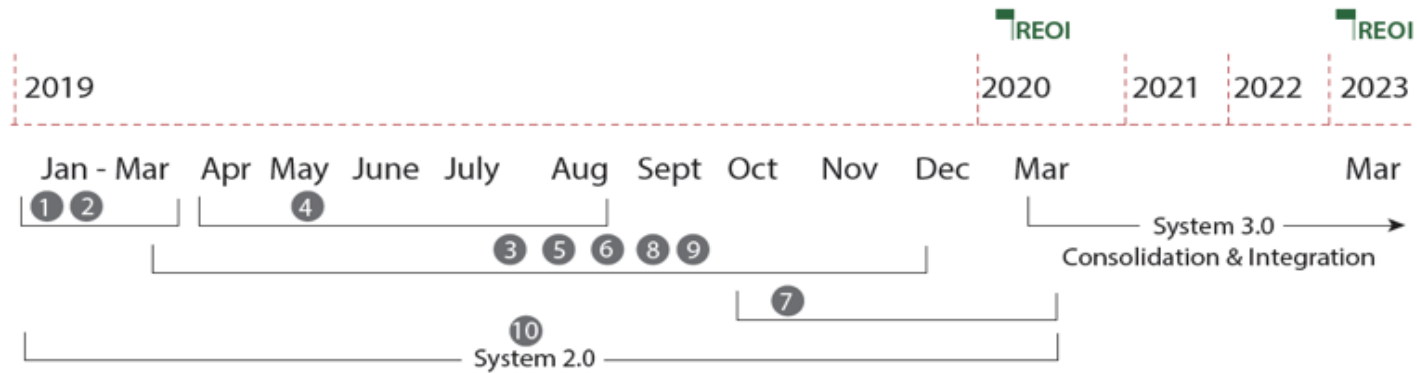 REOI REOI
2019 2020 2021 2022 2023
Jan - Mar Apr May June July Aug Sept Oct Nov Dec Mar Mar
1 2 4
System 3.0
3 5 6 8 9
Consolidation & Integration
7
10
System 2.0